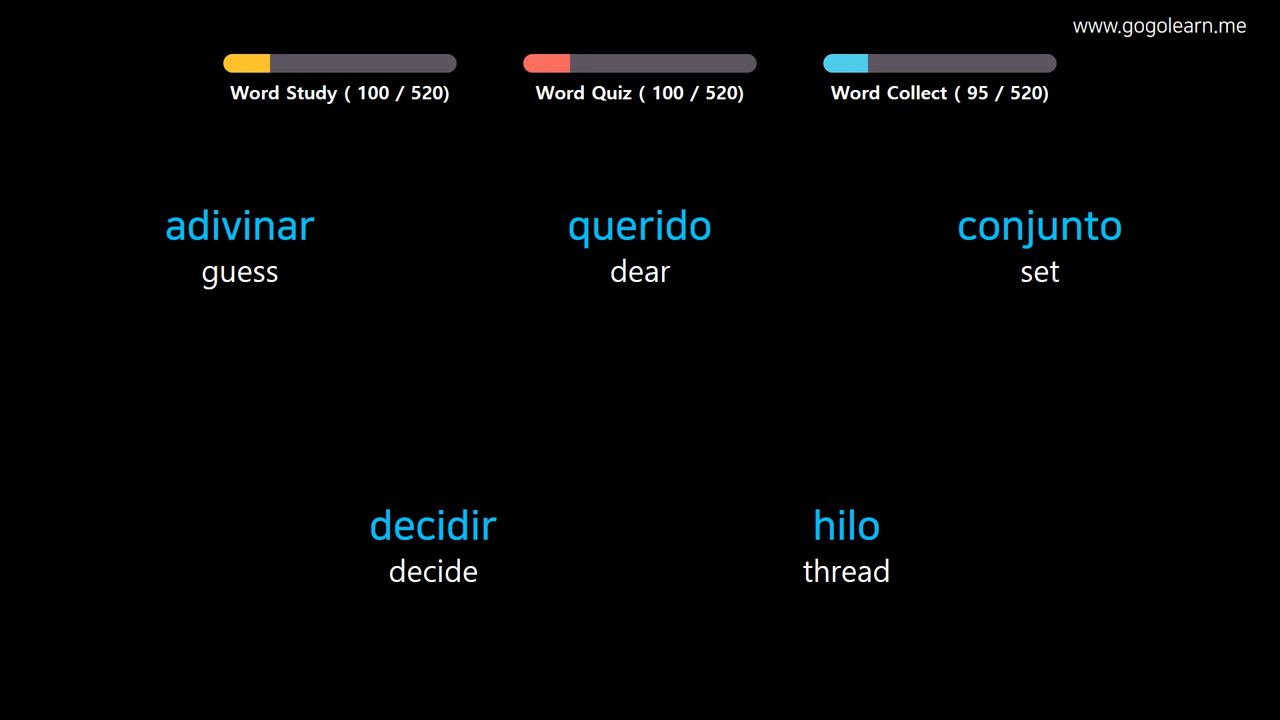 www.gogolearn.me
Word Study ( 100 / 520)
Word Quiz ( 100 / 520)
Word Collect ( 95 / 520)
adivinar
guess
querido
dear
conjunto
set
decidir
decide
hilo
thread